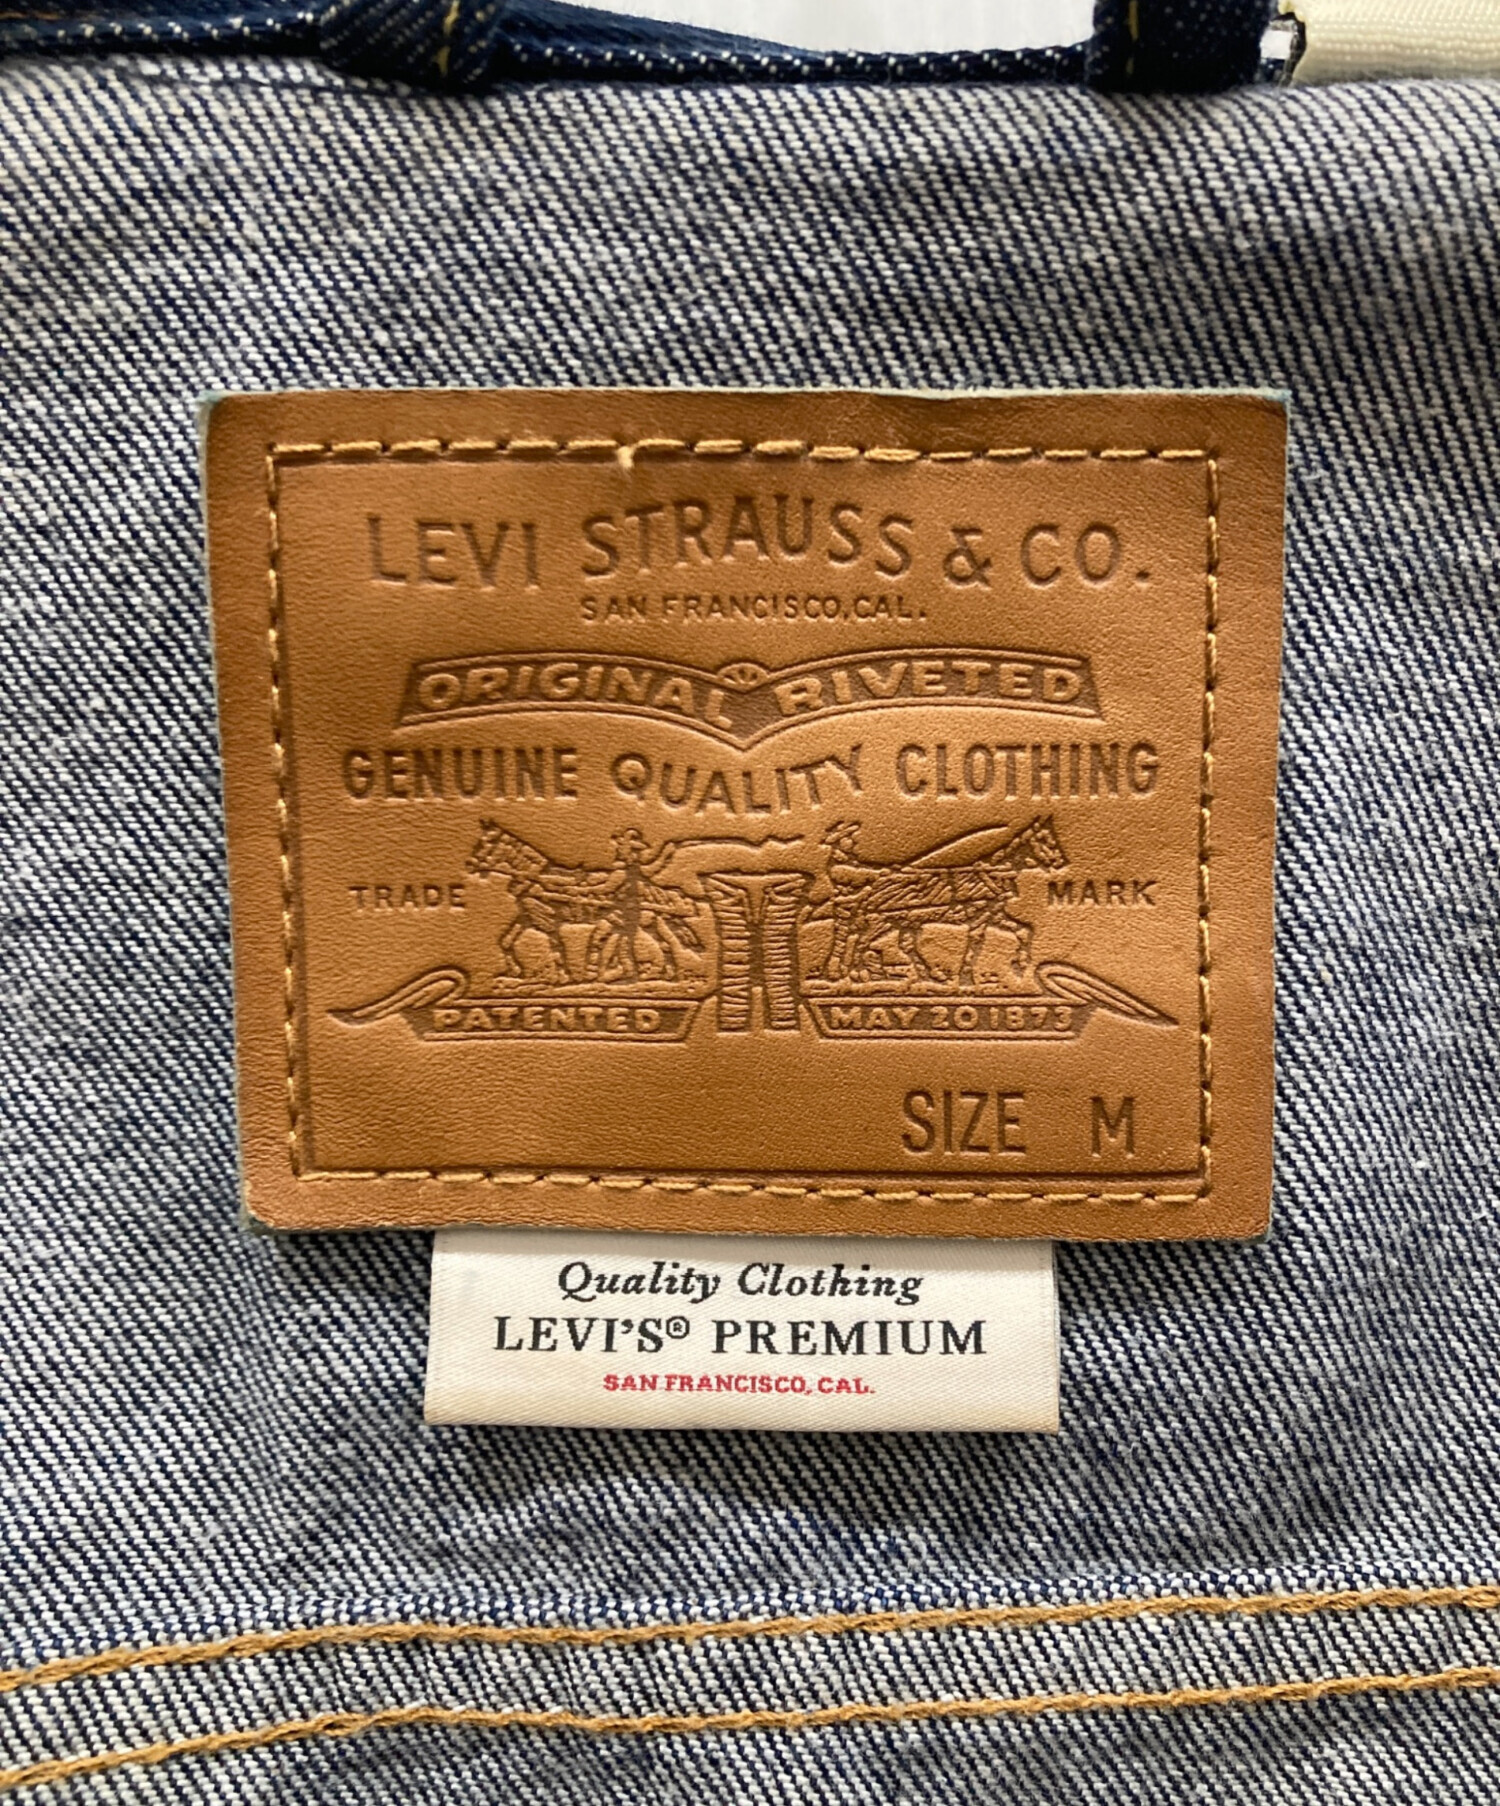 LEVI STRAUSS & CO.
SAN FRANCISCO, CAL.
ORIGINAL RIVETED
GENUINE QUALITY CLOTHING
TRADE MARK
PATENTED MAY 20 1873
SIZE M
Quality Clothing
LEVI'S® PREMIUM
SAN FRANCISCO, CAL.